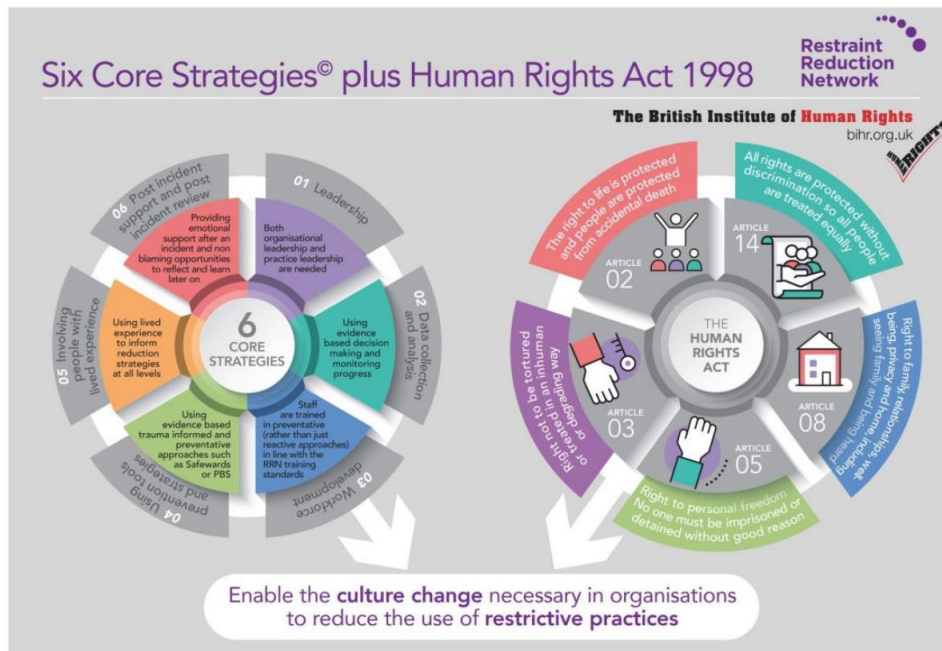 Six Core Strategies© plus Human Rights Act 1998
Restraint
Reduction
Network
The British Institute of Human Rights
bihr.org.uk
HUMAN RIGHTS
01 Leadership
Both
organisational
leadership and
practice leadership
are needed
02 Data collection
and analysis
Using
evidence
based decision
making and
monitoring
progress
03 Workforce
development
Staff
are trained in
preventative
(rather than just
reactive approaches)
in line with the
RRN training
standards
04 Using
prevention tools
and strategies
Using
evidence based
trauma informed and
preventative
approaches such
as Safewards
or PBS
05 Involving
people with
lived experience
Using lived
experience to
inform
reduction
strategies
at all levels
06 Post incident
support and post
incident review
Providing
emotional
support after an
incident and non
blaming opportunities
to reflect and learn
later on
6
CORE
STRATEGIES
The right to life is protected
and people are protected
from accidental death
ARTICLE
02
All rights are protected without
discrimination so all people
are treated equally
ARTICLE
14
Right to family, relationships, well-
being, privacy and home, including
seeing family and being heard
ARTICLE
08
Right to personal freedom
No one must be imprisoned or
detained without good reason
ARTICLE
05
Right not to be tortured
or treated in an inhuman
or degrading way
ARTICLE
03
THE
HUMAN
RIGHTS
ACT
Enable the culture change necessary in organisations
to reduce the use of restrictive practices